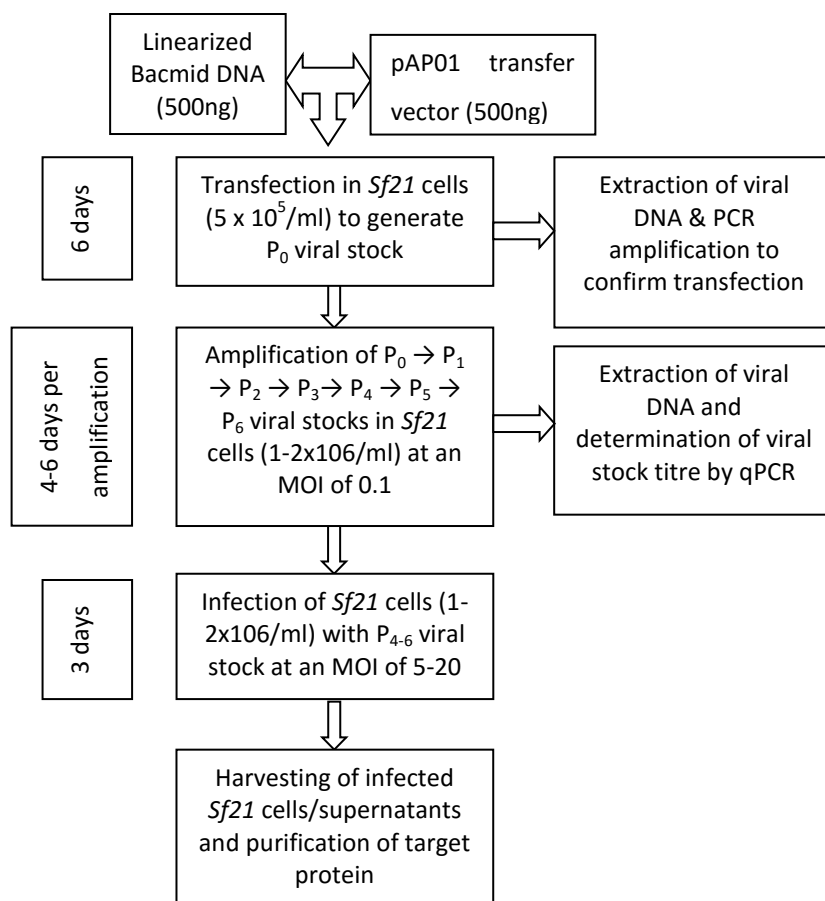 Linearized
Bacmid DNA
(500ng)
pAP01 transfer
vector (500ng)
6 days
Transfection in Sf21 cells
(5 x 10⁵/ml) to generate
P₀ viral stock
Extraction of viral
DNA & PCR
amplification to
confirm transfection
4-6 days per
amplification
Amplification of P₀ → P₁
→ P₂ → P₃→ P₄ → P₅ →
P₆ viral stocks in Sf21
cells (1-2x106/ml) at an
MOI of 0.1
Extraction of viral
DNA and
determination of viral
stock titre by qPCR
3 days
Infection of Sf21 cells (1-
2x106/ml) with P₄₋₆ viral
stock at an MOI of 5-20
Harvesting of infected
Sf21 cells/supernatants
and purification of target
protein